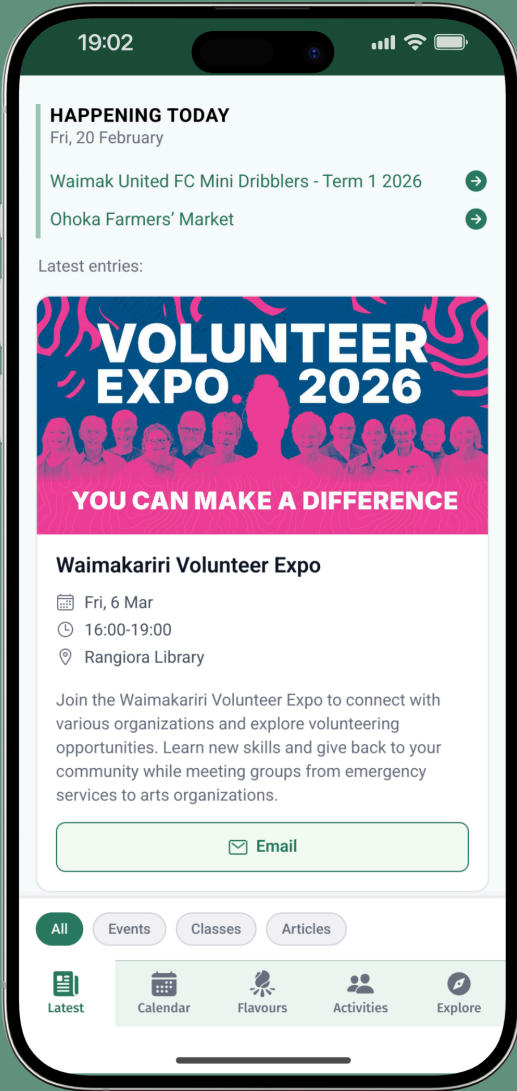 19:02
HAPPENING TODAY
Fri, 20 February
Waimak United FC Mini Dribblers - Term 1 2026
Ohoka Farmers’ Market
Latest entries:
VOLUNTEER
EXPO. 2026
YOU CAN MAKE A DIFFERENCE
Waimakariri Volunteer Expo
Fri, 6 Mar
16:00-19:00
Rangiora Library
Join the Waimakariri Volunteer Expo to connect with
various organizations and explore volunteering
opportunities. Learn new skills and give back to your
community while meeting groups from emergency
services to arts organizations.
Email
All Events Classes Articles
Latest Calendar Flavours Activities Explore